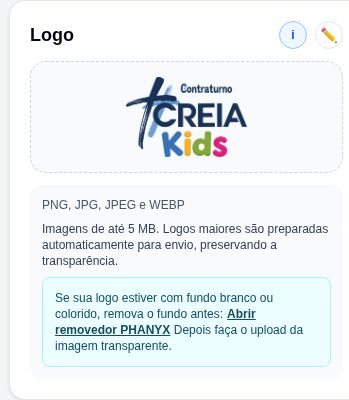 Logo
i
Contraturno
CREIA
Kids
PNG, JPG, JPEG e WEBP
Imagens de até 5 MB. Logos maiores são preparadas
automaticamente para envio, preservando a
transparência.
Se sua logo estiver com fundo branco ou
colorido, remova o fundo antes: Abrir
removedor PHANYX Depois faça o upload da
imagem transparente.